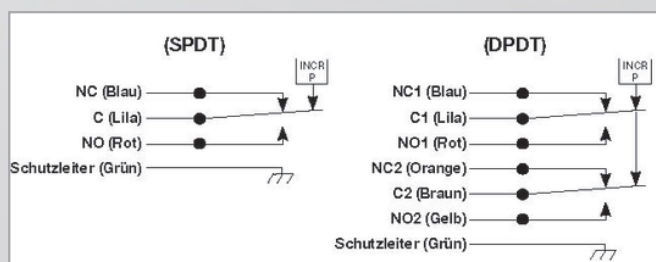 (SPDT)
INCR
P
NC (Blau)
C (Lila)
NO (Rot)
Schutzleiter (Grün)
(DPDT)
INCR
P
NC1 (Blau)
C1 (Lila)
NO1 (Rot)
NC2 (Orange)
C2 (Braun)
NO2 (Gelb)
Schutzleiter (Grün)